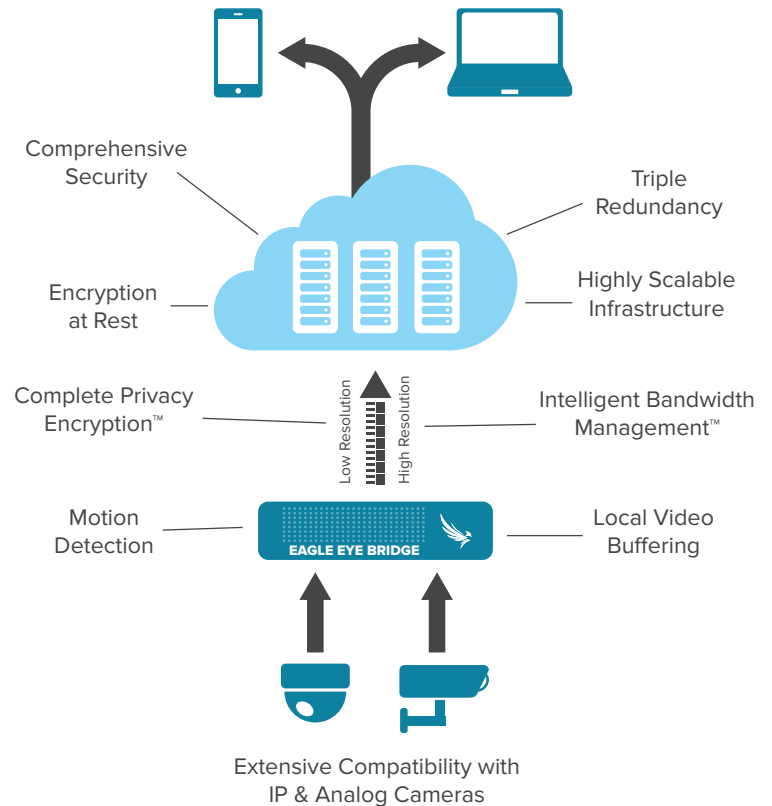 Comprehensive
Security
Triple
Redundancy
Encryption
at Rest
Highly Scalable
Infrastructure
Complete Privacy
Encryption™
Low Resolution
High Resolution
Intelligent Bandwidth
Management™
Motion
Detection
EAGLE EYE BRIDGE
Local Video
Buffering
Extensive Compatibility with
IP & Analog Cameras